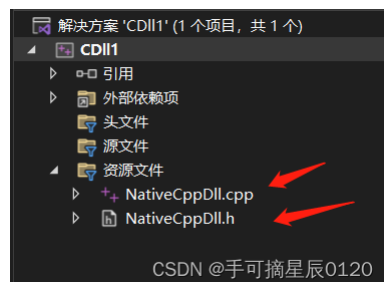 解决方案 'CDll1' (1 个项目，共 1 个)
CDll1
引用
外部依赖项
头文件
源文件
资源文件
NativeCppDll.cpp
NativeCppDll.h
CSDN @手可摘星辰0120